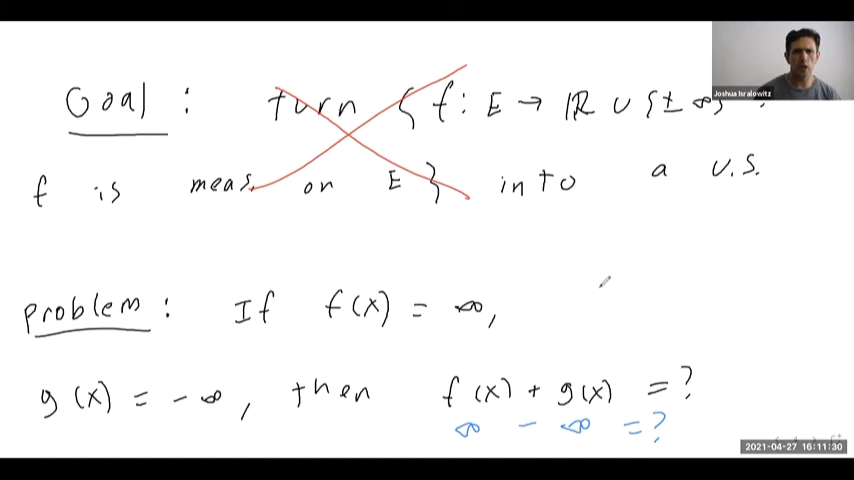 Goal : turn { f : E → ℝ ∪ {± ∞} :
f is meas. on E } into a v.s.
Problem : If f(x) = ∞,
g(x) = - ∞, then f(x) + g(x) = ?
∞ - ∞ = ?
Joshua Isralowitz
2021-04-27 16:11:30